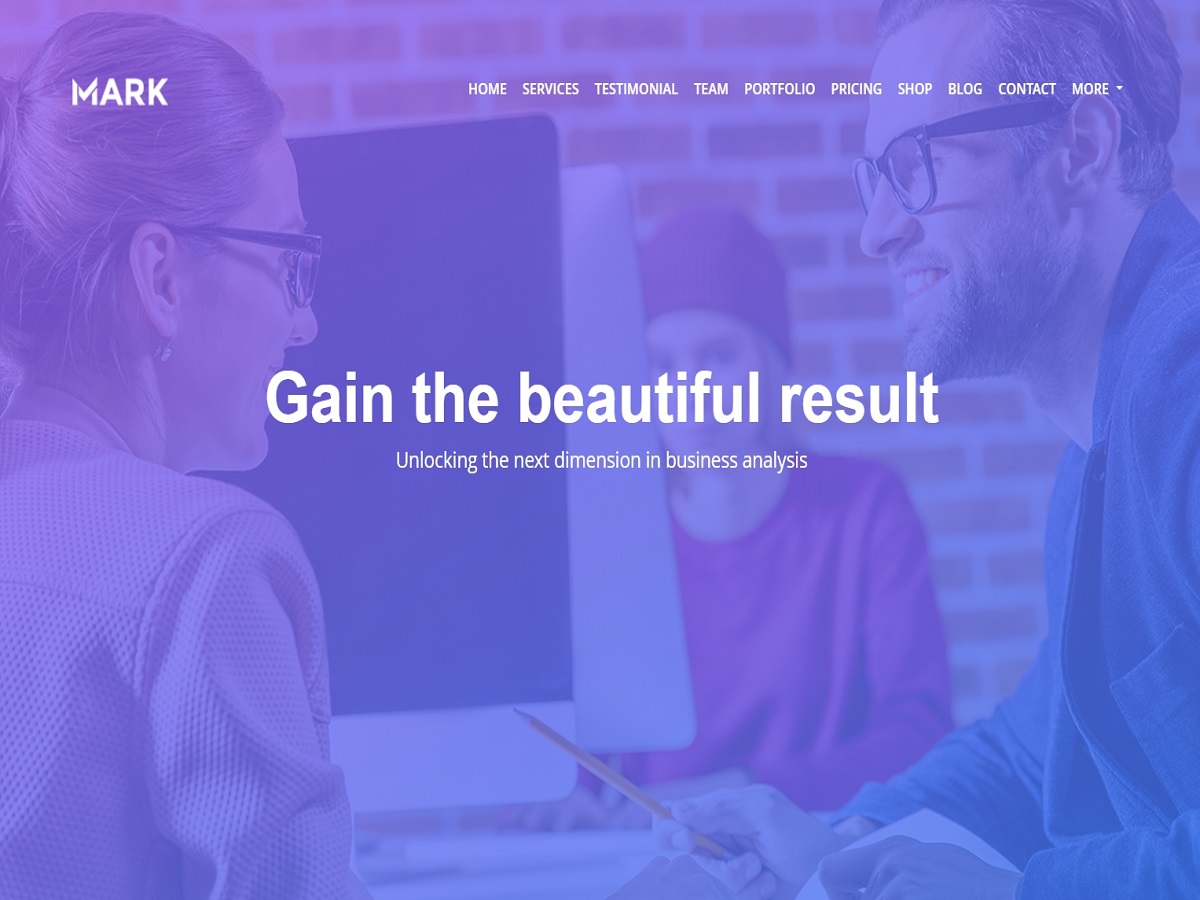 MARK
HOME SERVICES TESTIMONIAL TEAM PORTFOLIO PRICING SHOP BLOG CONTACT MORE
Gain the beautiful result
Unlocking the next dimension in business analysis